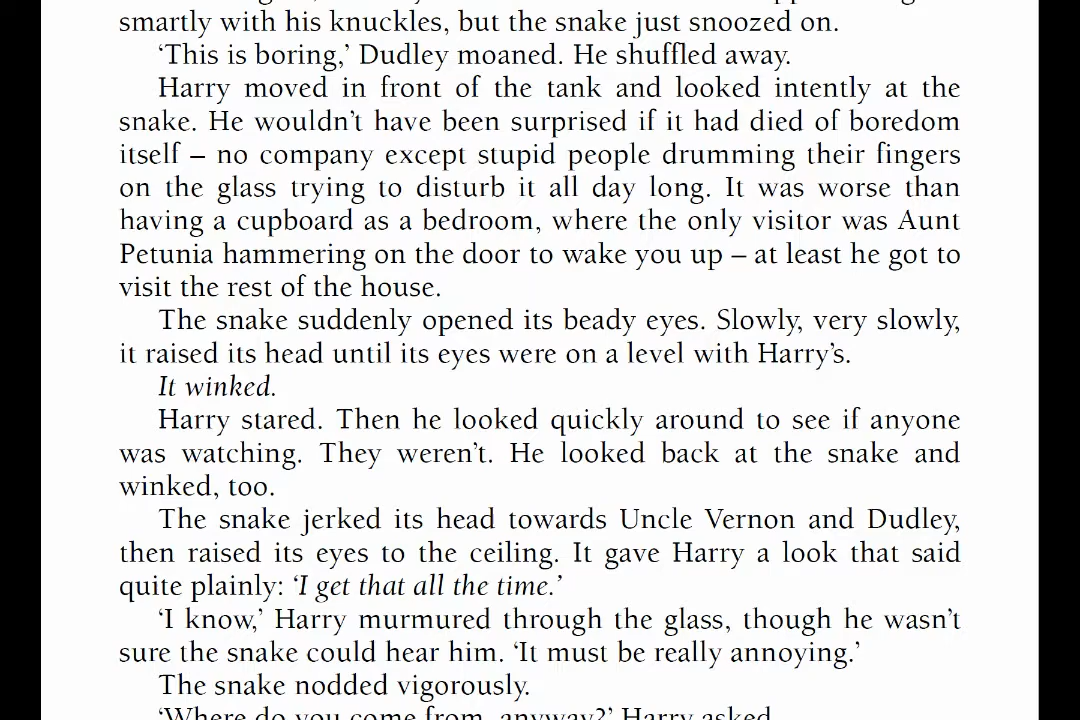 smartly with his knuckles, but the snake just snoozed on.
‘This is boring,’ Dudley moaned. He shuffled away.
Harry moved in front of the tank and looked intently at the
snake. He wouldn’t have been surprised if it had died of boredom
itself – no company except stupid people drumming their fingers
on the glass trying to disturb it all day long. It was worse than
having a cupboard as a bedroom, where the only visitor was Aunt
Petunia hammering on the door to wake you up – at least he got to
visit the rest of the house.
The snake suddenly opened its beady eyes. Slowly, very slowly,
it raised its head until its eyes were on a level with Harry’s.
It winked.
Harry stared. Then he looked quickly around to see if anyone
was watching. They weren’t. He looked back at the snake and
winked, too.
The snake jerked its head towards Uncle Vernon and Dudley,
then raised its eyes to the ceiling. It gave Harry a look that said
quite plainly: ‘I get that all the time.’
‘I know,’ Harry murmured through the glass, though he wasn’t
sure the snake could hear him. ‘It must be really annoying.’
The snake nodded vigorously.
‘Where do you come from, anyway?’ Harry asked.